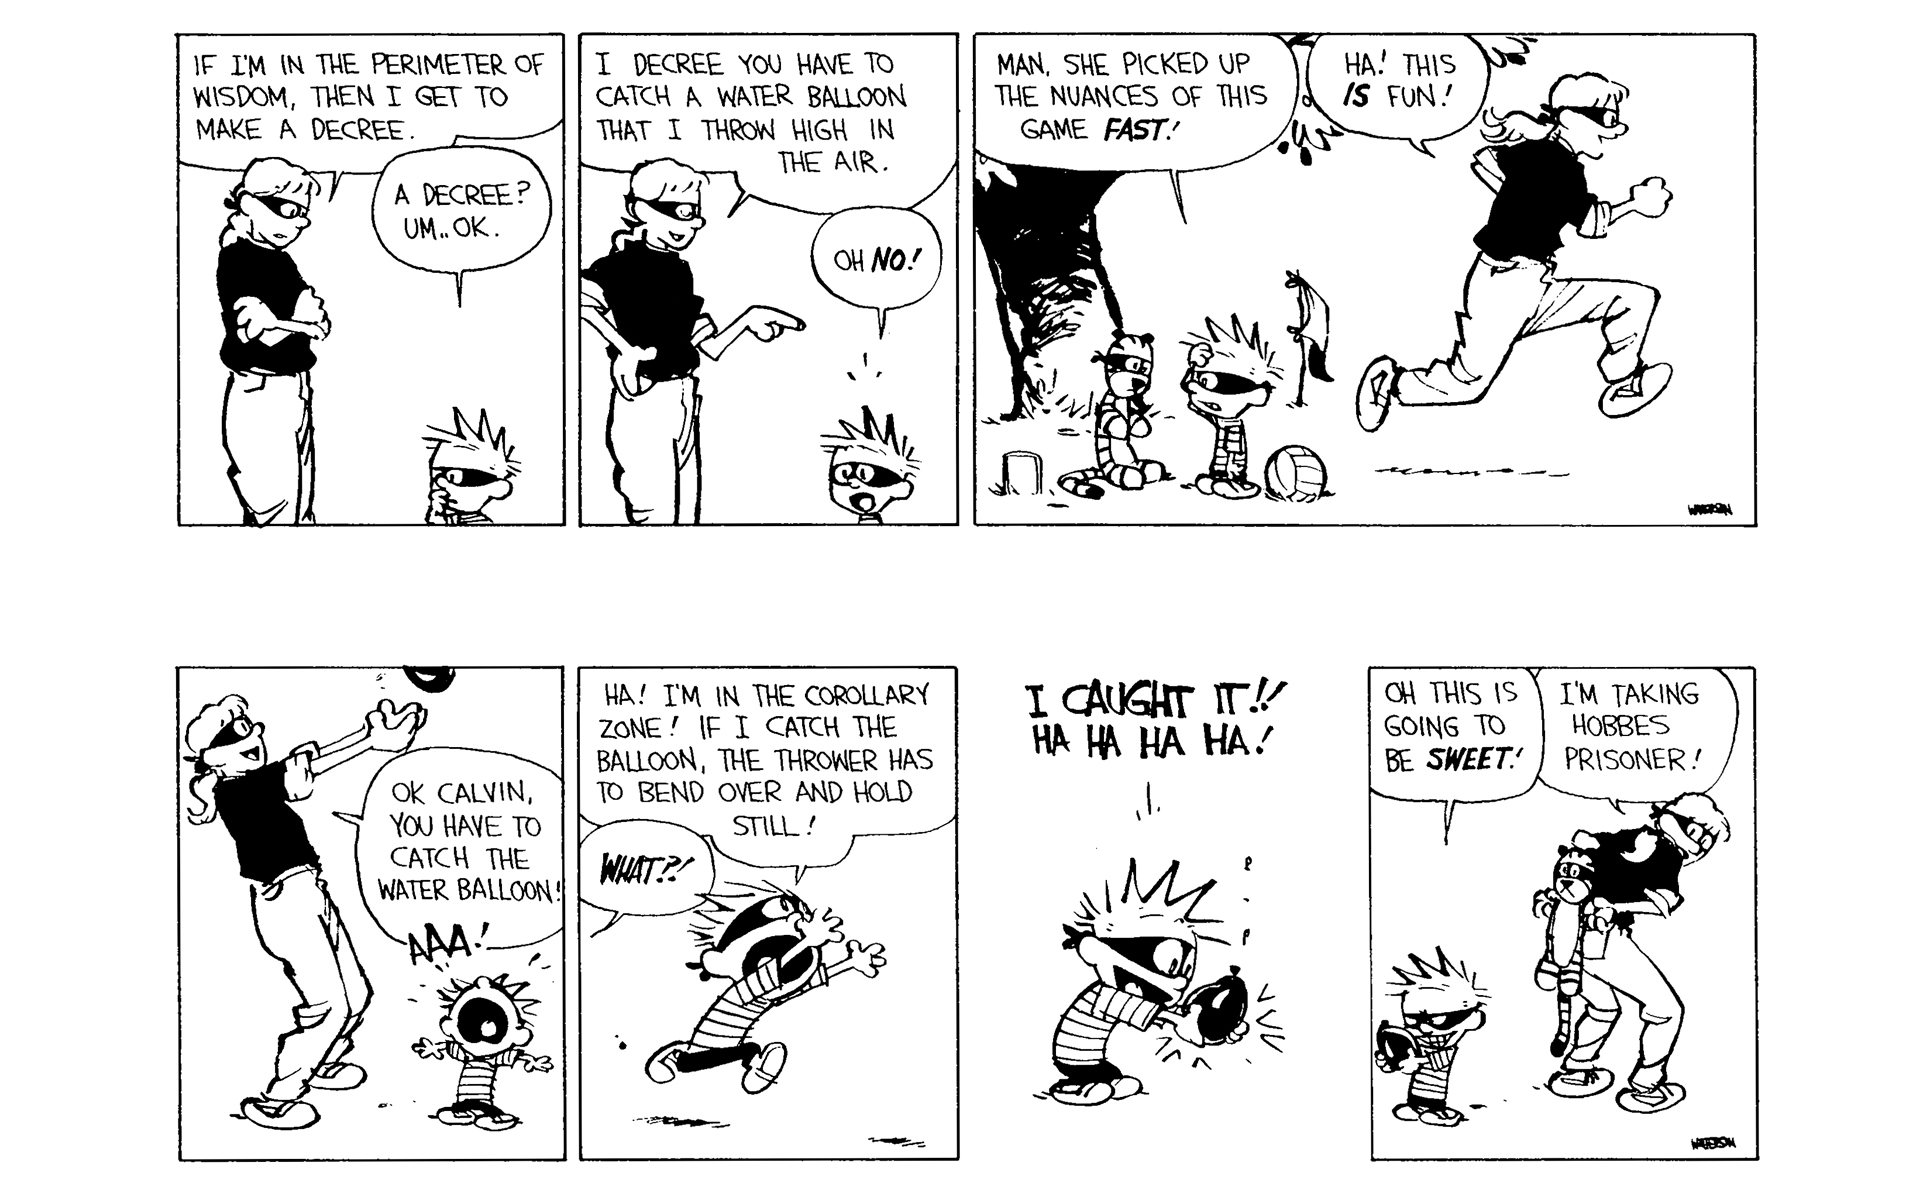 IF I'M IN THE PERIMETER OF
WISDOM, THEN I GET TO
MAKE A DECREE.
A DECREE?
UM.. OK.
I DECREE YOU HAVE TO
CATCH A WATER BALLOON
THAT I THROW HIGH IN
THE AIR.
OH NO!
MAN, SHE PICKED UP
THE NUANCES OF THIS
GAME FAST!
HA! THIS
IS FUN!
WATTERSON
OK CALVIN,
YOU HAVE TO
CATCH THE
WATER BALLOON!
AAA!
HA! I'M IN THE COROLLARY
ZONE! IF I CATCH THE
BALLOON, THE THROWER HAS
TO BEND OVER AND HOLD
STILL!
WHAT?!
I CAUGHT IT!!
HA HA HA HA!
OH THIS IS
GOING TO
BE SWEET!
I'M TAKING
HOBBES
PRISONER!
WATTERSON